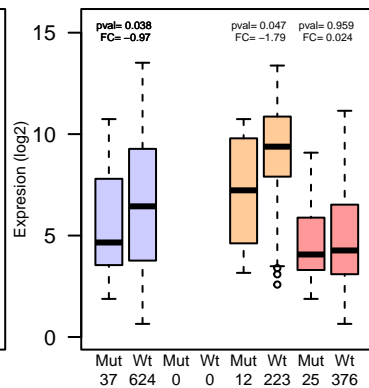 pval= 0.038 pval= 0.047 pval= 0.959
FC= −0.97 FC= −1.79 FC= 0.024
15
10
5
0
Expresion (log2)
Mut Wt Mut Wt Mut Wt Mut Wt
37 624 0 0 12 223 25 376